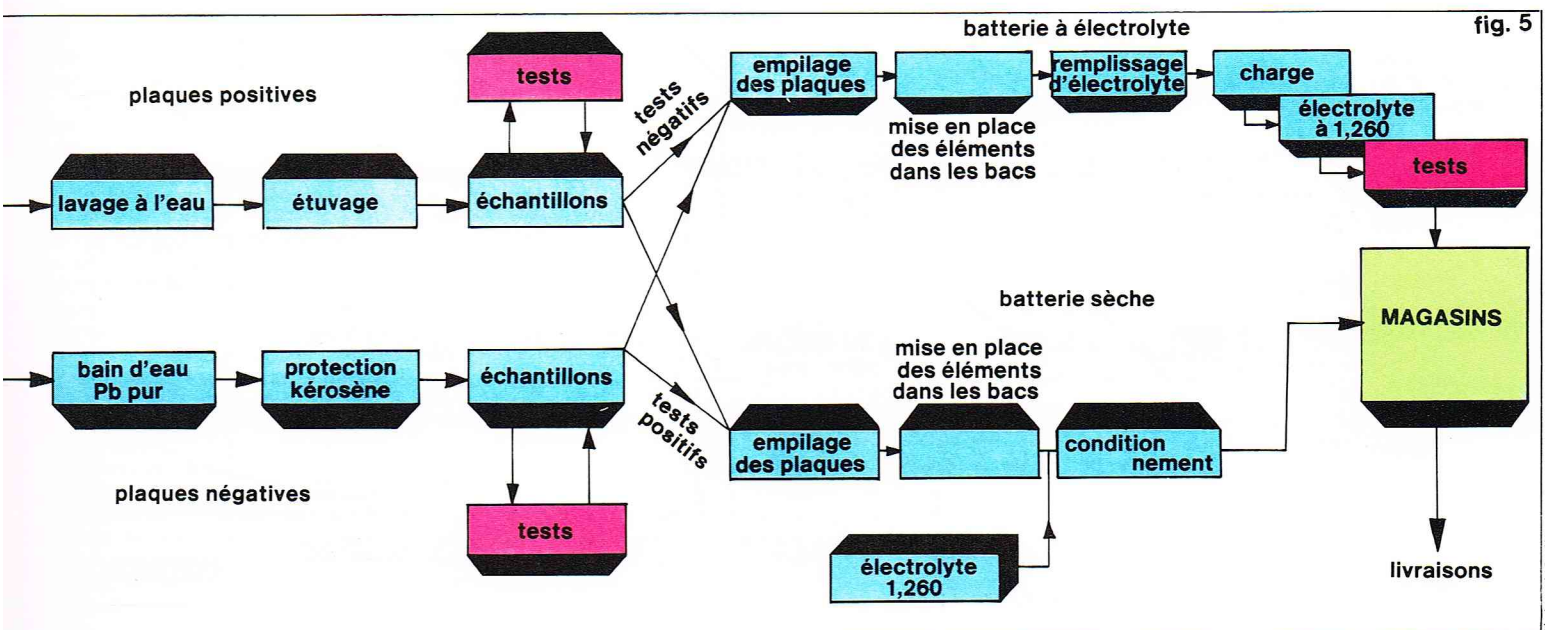 fig. 5
batterie à électrolyte
plaques positives
tests
tests
négatifs
lavage à l'eau
étuvage
échantillons
empilage
des plaques
mise en place
des éléments
dans les bacs
remplissage
d'électrolyte
charge
électrolyte
à 1,260
tests
MAGASINS
livraisons
bain d'eau
Pb pur
protection
kérosène
échantillons
tests
positifs
plaques négatives
tests
batterie sèche
empilage
des plaques
mise en place
des éléments
dans les bacs
condition
nement
électrolyte
1,260